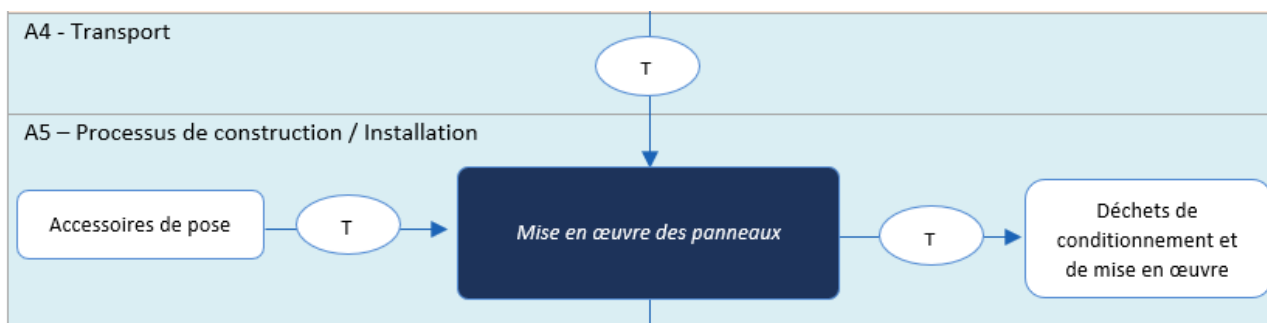 A4 - Transport
T
A5 – Processus de construction / Installation
Accessoires de pose
T
Mise en œuvre des panneaux
T
Déchets de
conditionnement et
de mise en œuvre